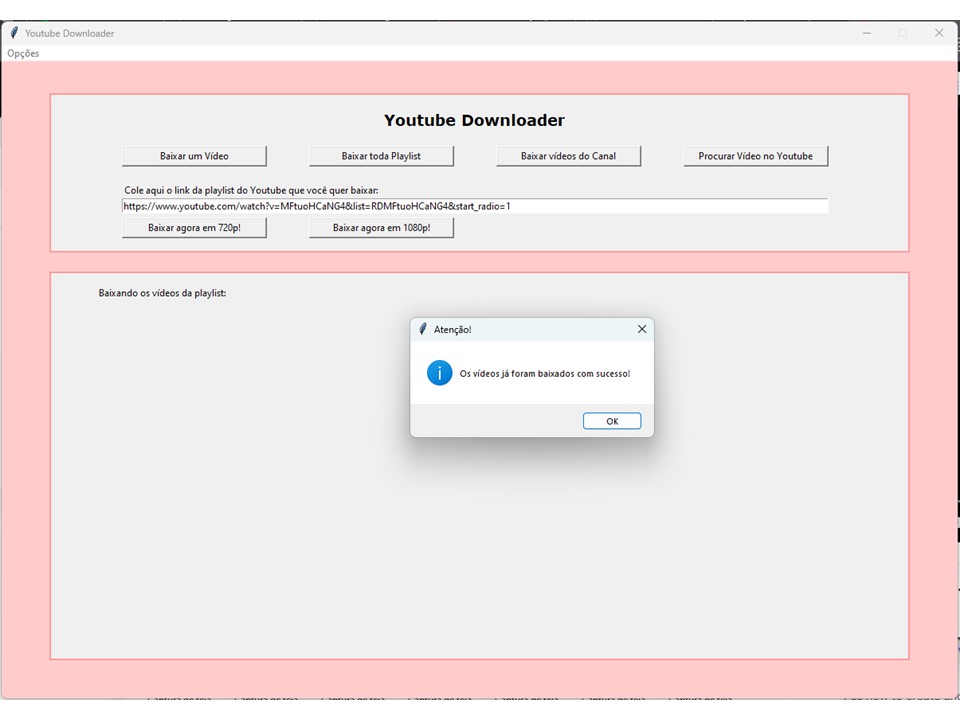 Youtube Downloader
Opções
Youtube Downloader
Baixar um Vídeo
Baixar toda Playlist
Baixar vídeos do Canal
Procurar Vídeo no Youtube
Cole aqui o link da playlist do Youtube que você quer baixar:
https://www.youtube.com/watch?v=MFtuoHCaNG4&list=RDMFtuoHCaNG4&start_radio=1
Baixar agora em 720p!
Baixar agora em 1080p!
Baixando os vídeos da playlist:
Atenção!
Os vídeos já foram baixados com sucesso!
OK